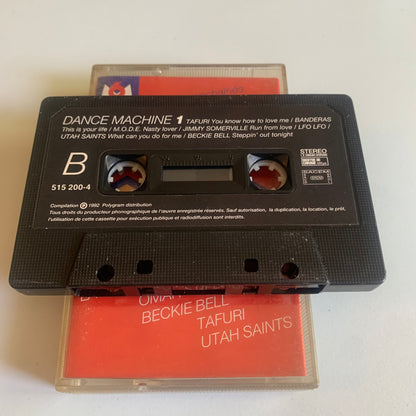 DANCE MACHINE 1 TAFURI You know how to love me / BANDERAS
This is your life / M.O.D.E. Nasty lover / JIMMY SOMERVILLE Run from love / LFO LFO /
UTAH SAINTS What can you do for me / BECKIE BELL Steppin' out tonight
B
515 200-4
STEREO
SACEM
Compilation Ⓟ 1992 Polygram distribution
Tous droits du producteur phonographique de l'œuvre enregistrée réservés. Sauf autorisation, la duplication, la location, le prêt,
l'utilisation de cette cassette pour exécution publique et radiodiffusion sont interdits.
OMAR
BECKIE BELL
TAFURI
UTAH SAINTS